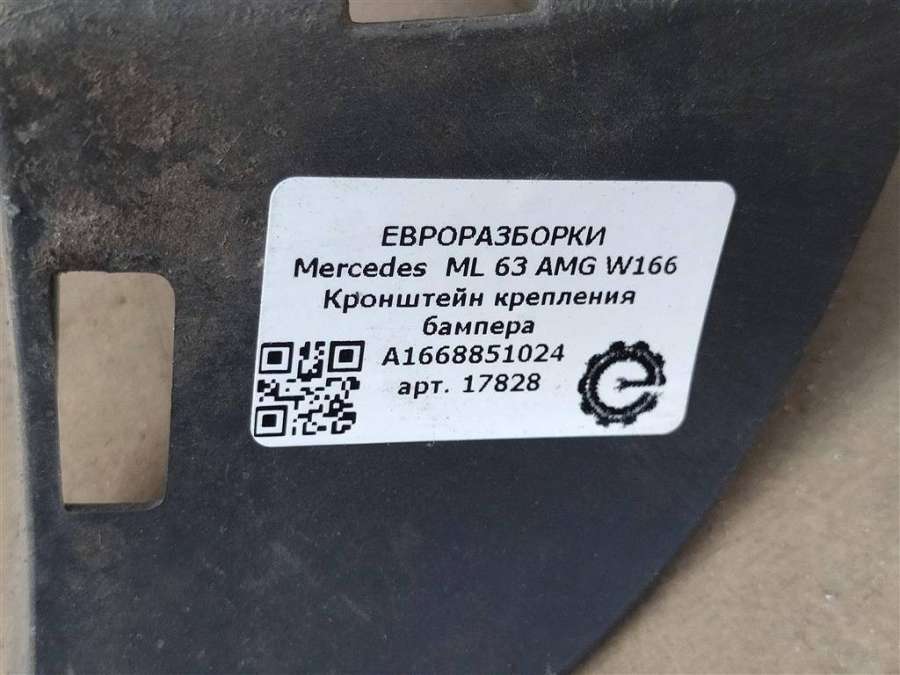 ЕВРОРАЗБОРКИ
Mercedes ML 63 AMG W166
Кронштейн крепления
бампера
A1668851024
арт. 17828